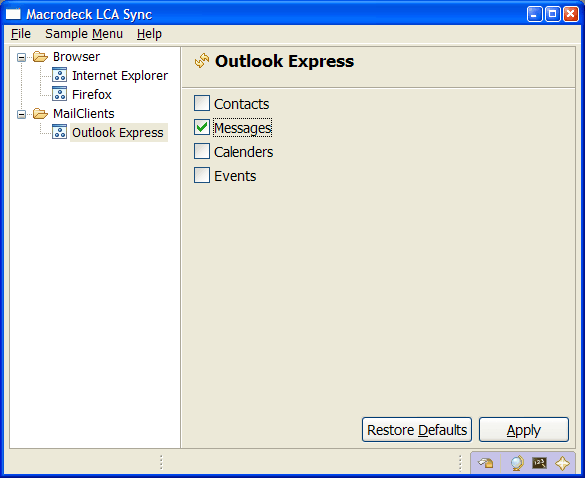 Macrodeck LCA Sync
File Sample Menu Help
Browser
Internet Explorer
Firefox
MailClients
Outlook Express
Outlook Express
Contacts
Messages
Calenders
Events
Restore Defaults Apply